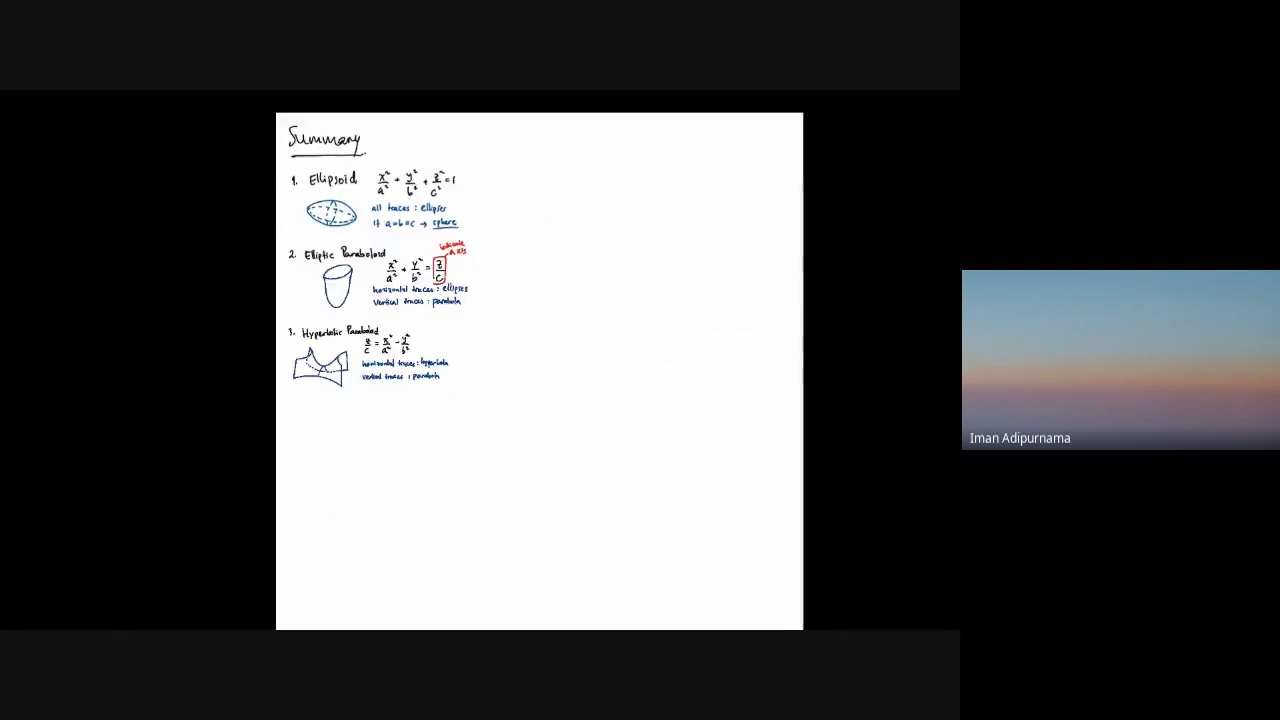 Summary
1. Ellipsoid x²/a² + y²/b² + z²/c² = 1
all traces : ellipses
if a=b=c → sphere
indicate axis
2. Elliptic Paraboloid
x²/a² + y²/b² = z/c
horizontal traces : ellipses
vertical traces : parabola
3. Hyperbolic Paraboloid
z/c = x²/a² - y²/b²
horizontal traces : hyperbola
vertical traces : parabola
Iman Adipurnama